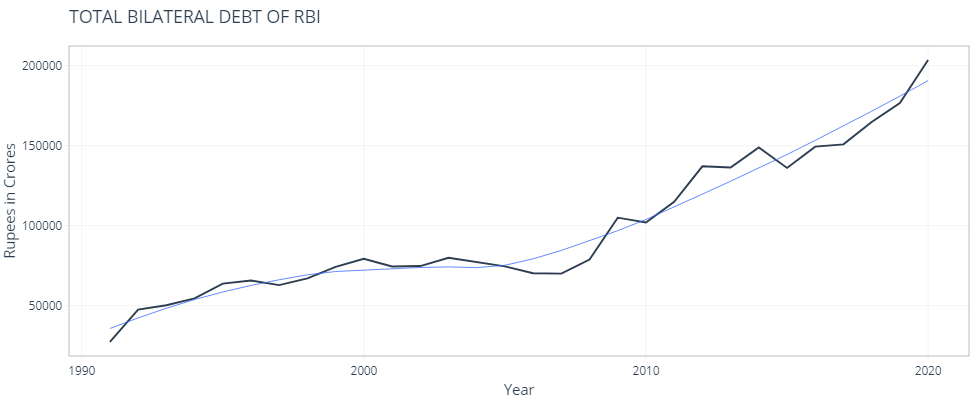 TOTAL BILATERAL DEBT OF RBI
200000
150000
100000
50000
Rupees in Crores
1990
2000
2010
2020
Year